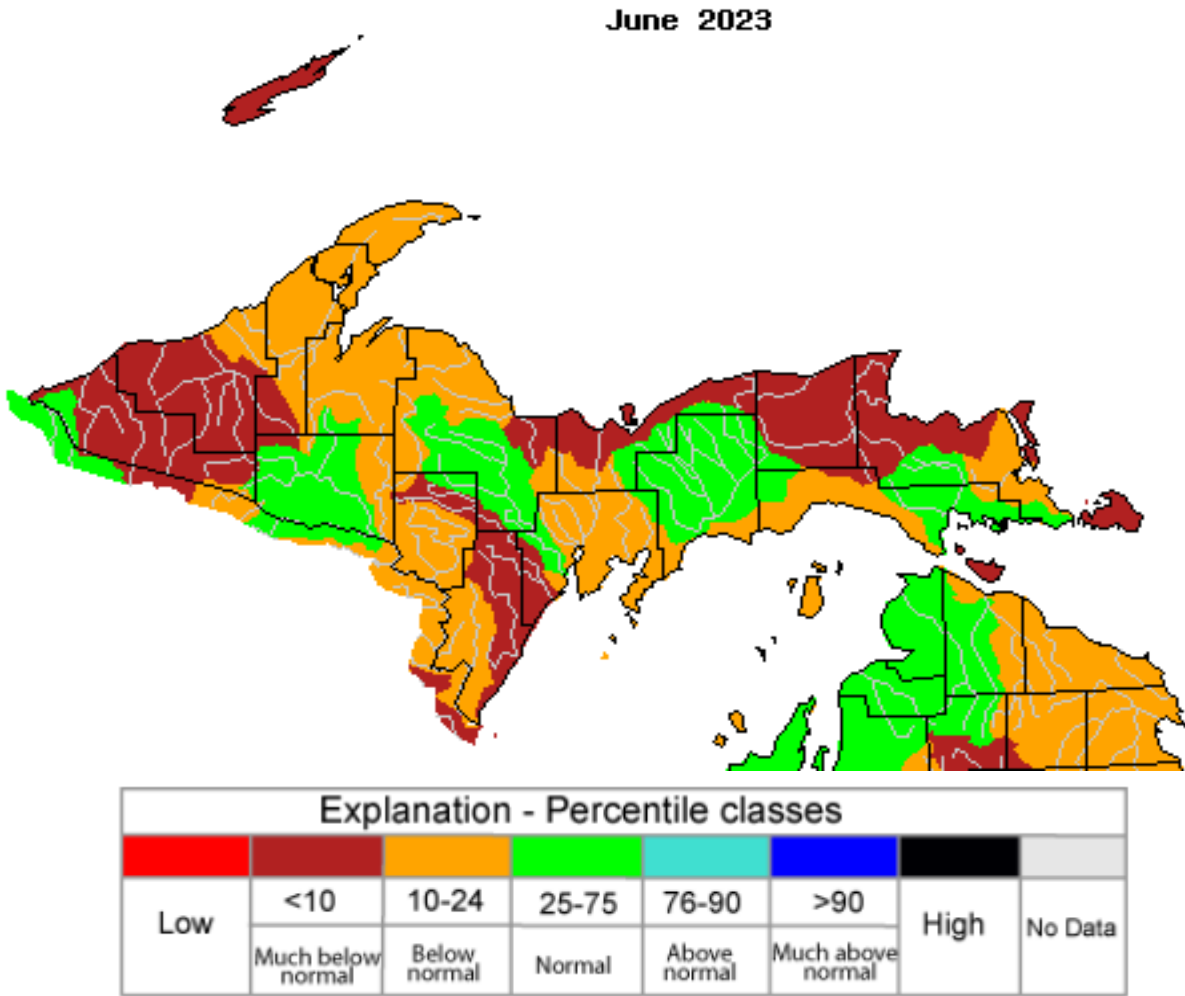 June 2023
Explanation - Percentile classes
Low
<10
10-24
25-75
76-90
>90
High
No Data
Much below
normal
Below
normal
Normal
Above
normal
Much above
normal